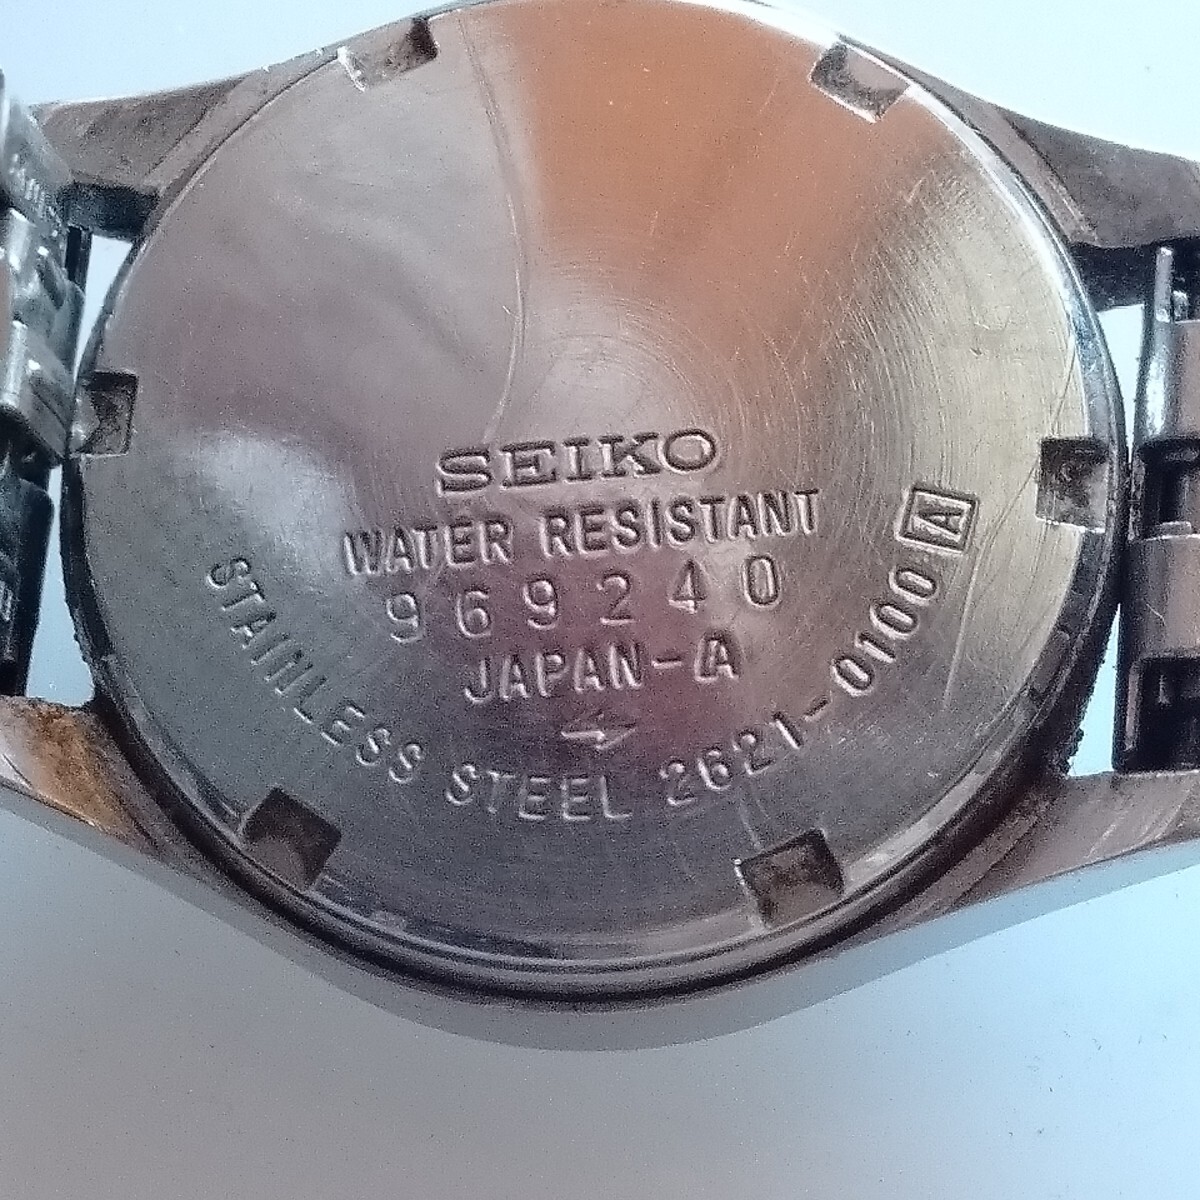 SEIKO
WATER RESISTANT
969240
JAPAN-A
STAINLESS STEEL 2621-0100 A